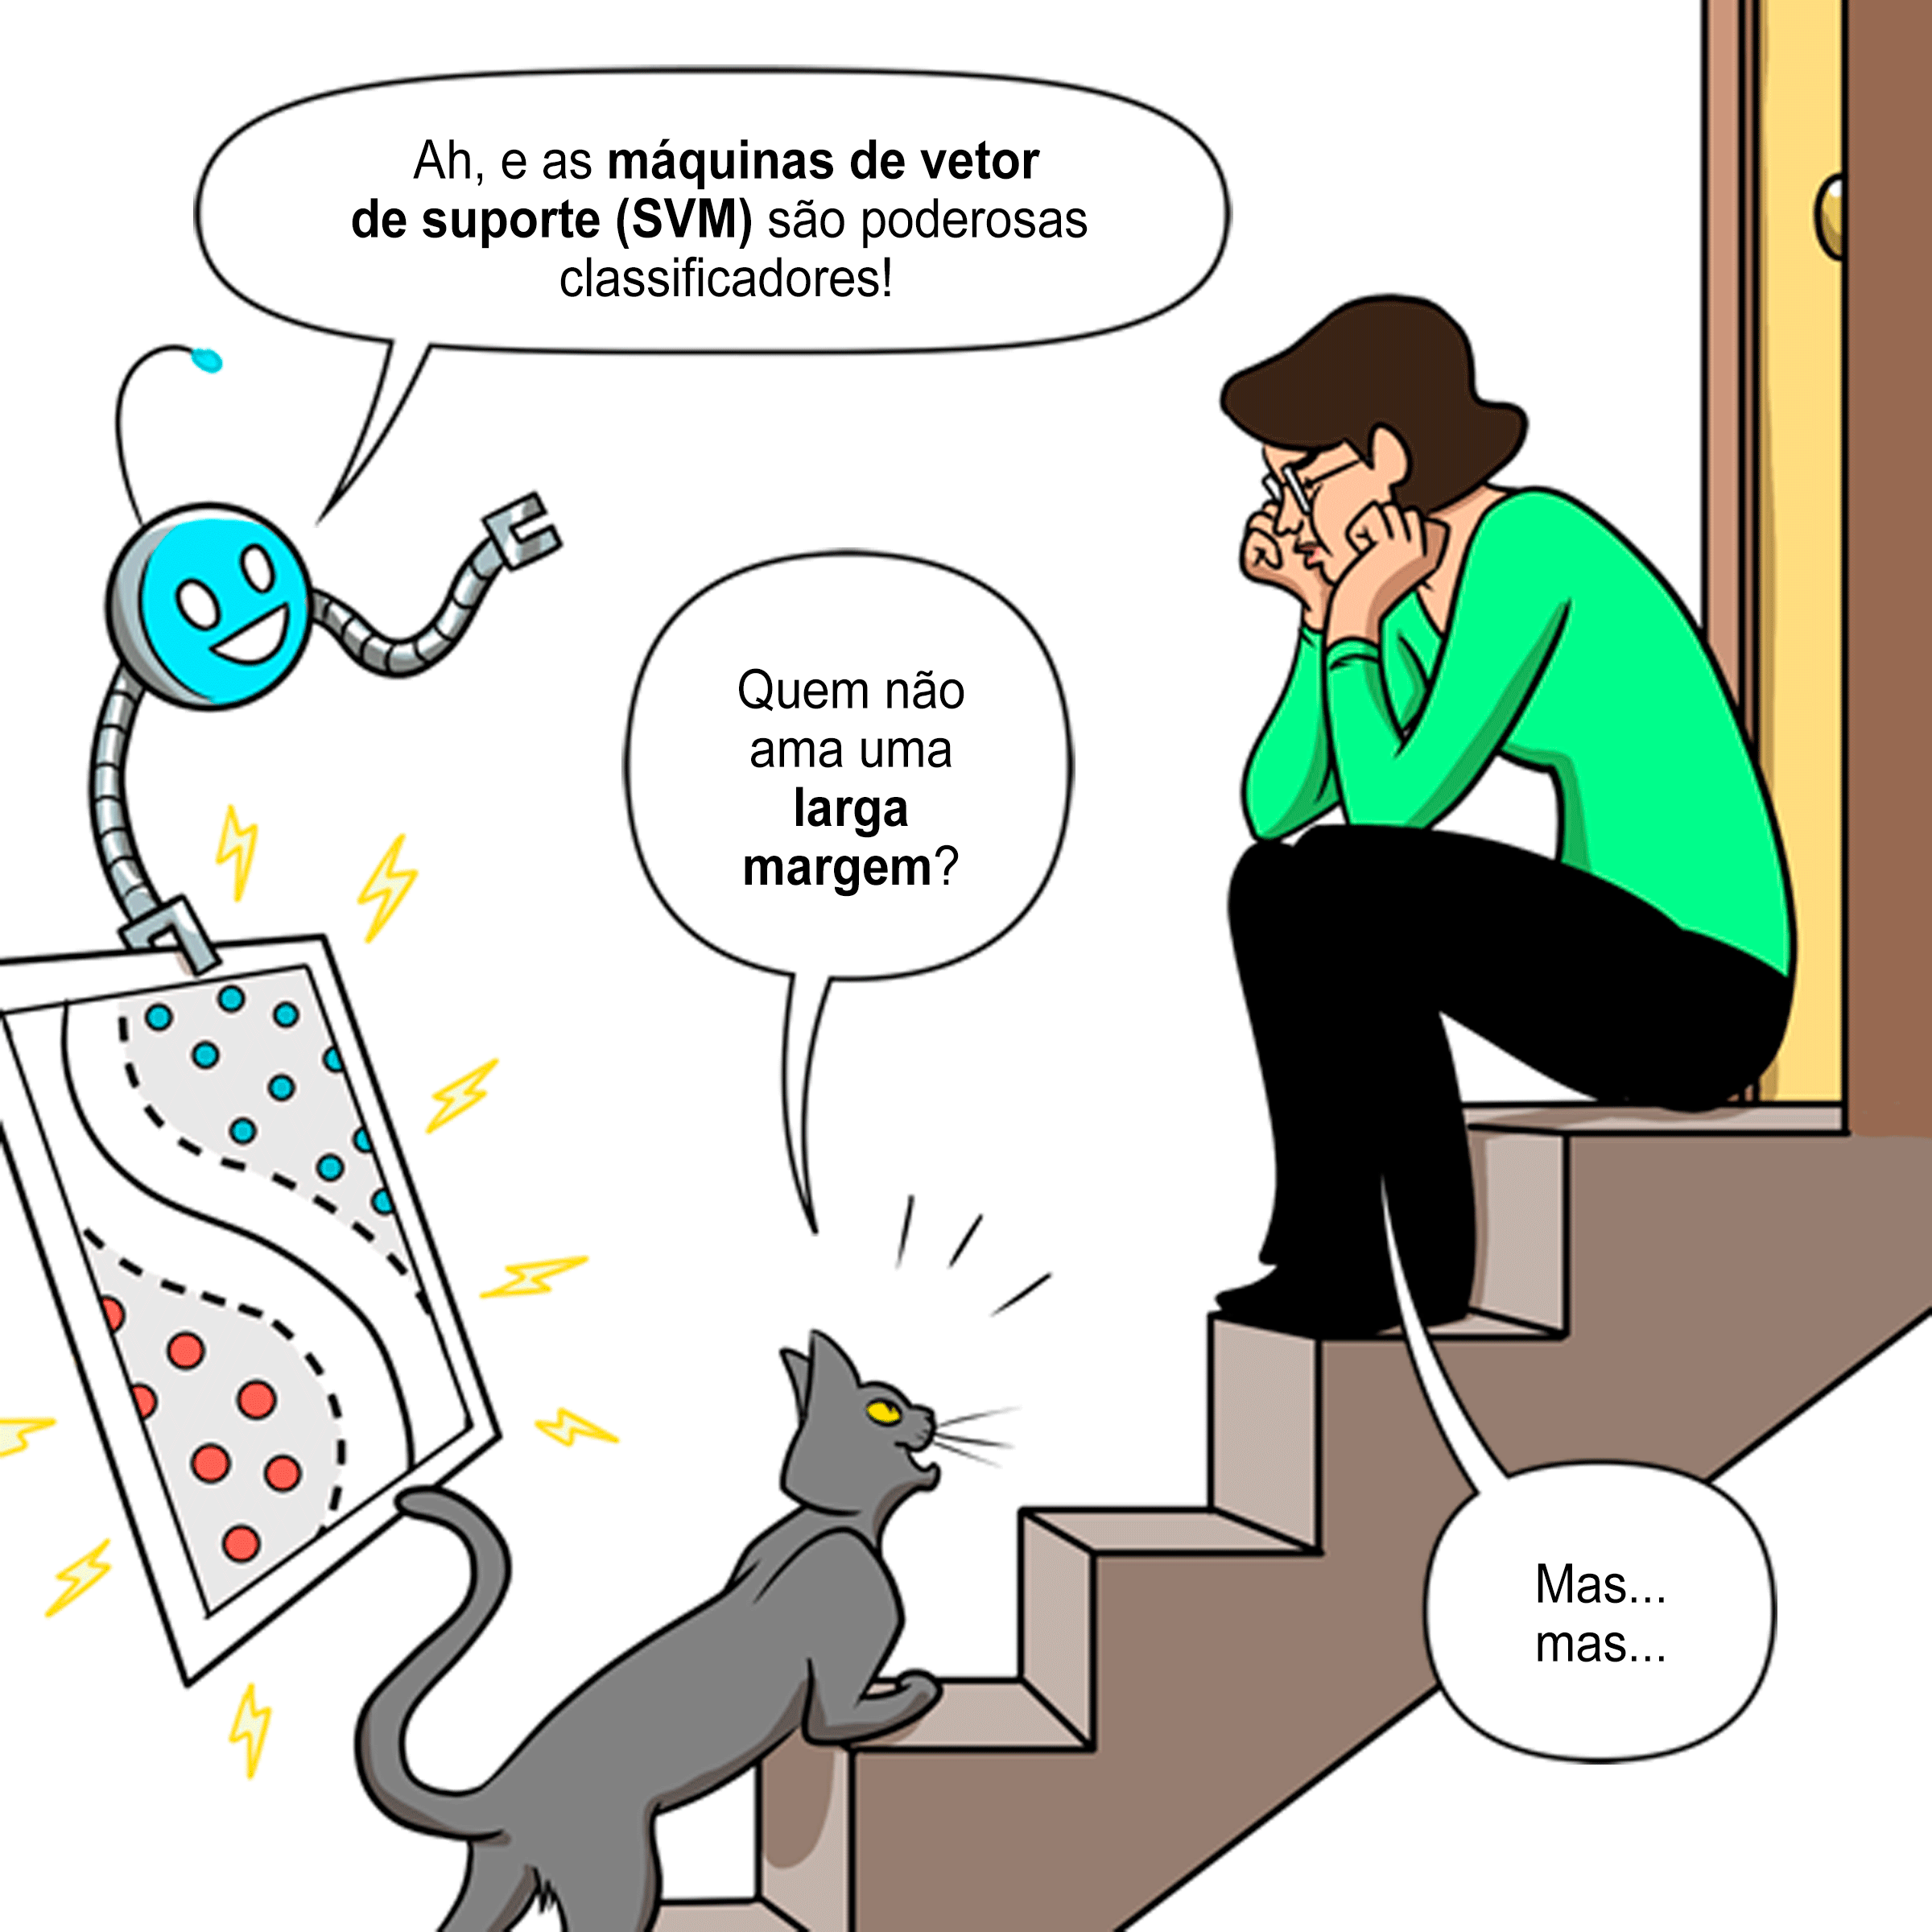 Ah, e as máquinas de vetor
de suporte (SVM) são poderosas
classificadores!
Quem não
ama uma
larga
margem?
Mas...
mas...